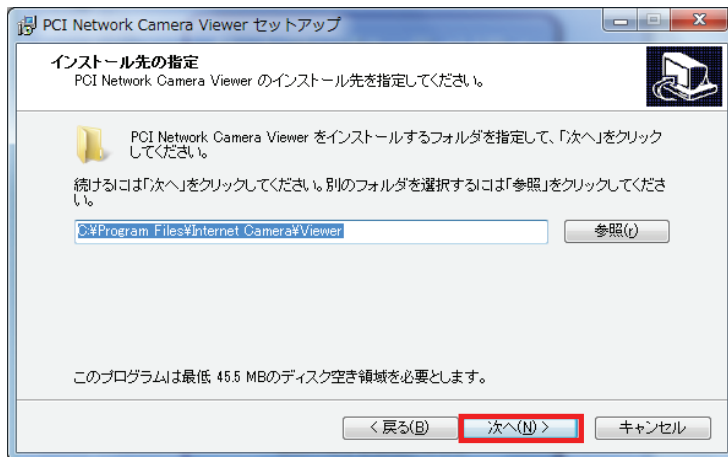 PCI Network Camera Viewer セットアップ
インストール先の指定
PCI Network Camera Viewer のインストール先を指定してください。
PCI Network Camera Viewer をインストールするフォルダを指定して、「次へ」をクリック
してください。
続けるには「次へ」をクリックしてください。別のフォルダを選択するには「参照」をクリックしてくださ
い。
C:¥Program Files¥Internet Camera¥Viewer
参照(r)
このプログラムは最低 45.5 MBのディスク空き領域を必要とします。
< 戻る(B)
次へ(N) >
キャンセル